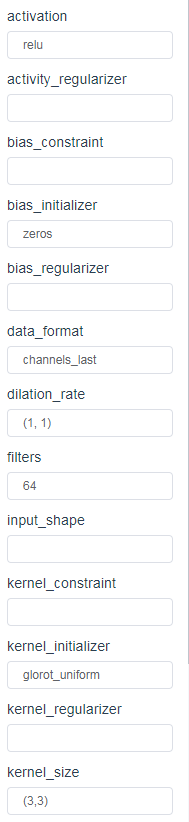 activation
relu
activity_regularizer
bias_constraint
bias_initializer
zeros
bias_regularizer
data_format
channels_last
dilation_rate
(1, 1)
filters
64
input_shape
kernel_constraint
kernel_initializer
glorot_uniform
kernel_regularizer
kernel_size
(3,3)